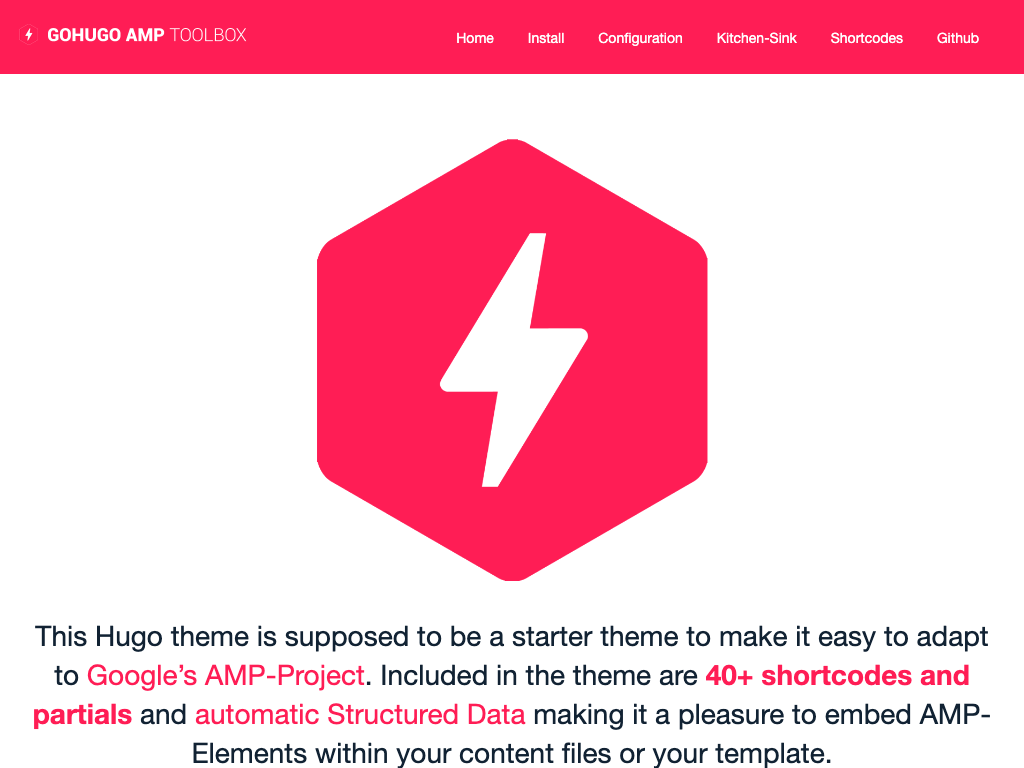 GOHUGO AMP TOOLBOX
Home Install Configuration Kitchen-Sink Shortcodes Github
This Hugo theme is supposed to be a starter theme to make it easy to adapt
to Google’s AMP-Project. Included in the theme are 40+ shortcodes and
partials and automatic Structured Data making it a pleasure to embed AMP-
Elements within your content files or your template.